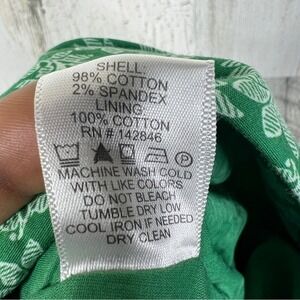 SHELL
98% COTTON
2% SPANDEX
LINING
100% COTTON
RN # 142846
P
MACHINE WASH COLD
WITH LIKE COLORS
DO NOT BLEACH
TUMBLE DRY LOW
COOL IRON IF NEEDED
DRY CLEAN